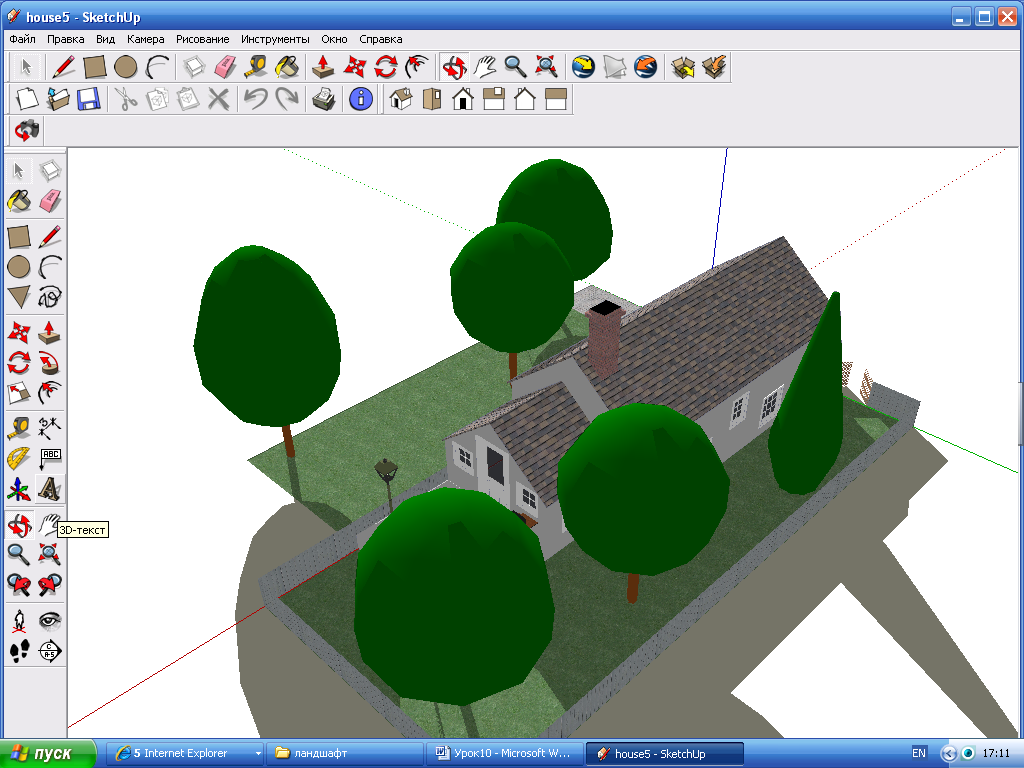 house5 - SketchUp
Файл Правка Вид Камера Рисование Инструменты Окно Справка
ABC
3D-текст
C
A-5
пуск
5 Internet Explorer
ландшафт
Урок10 - Microsoft W...
house5 - SketchUp
EN
17:11